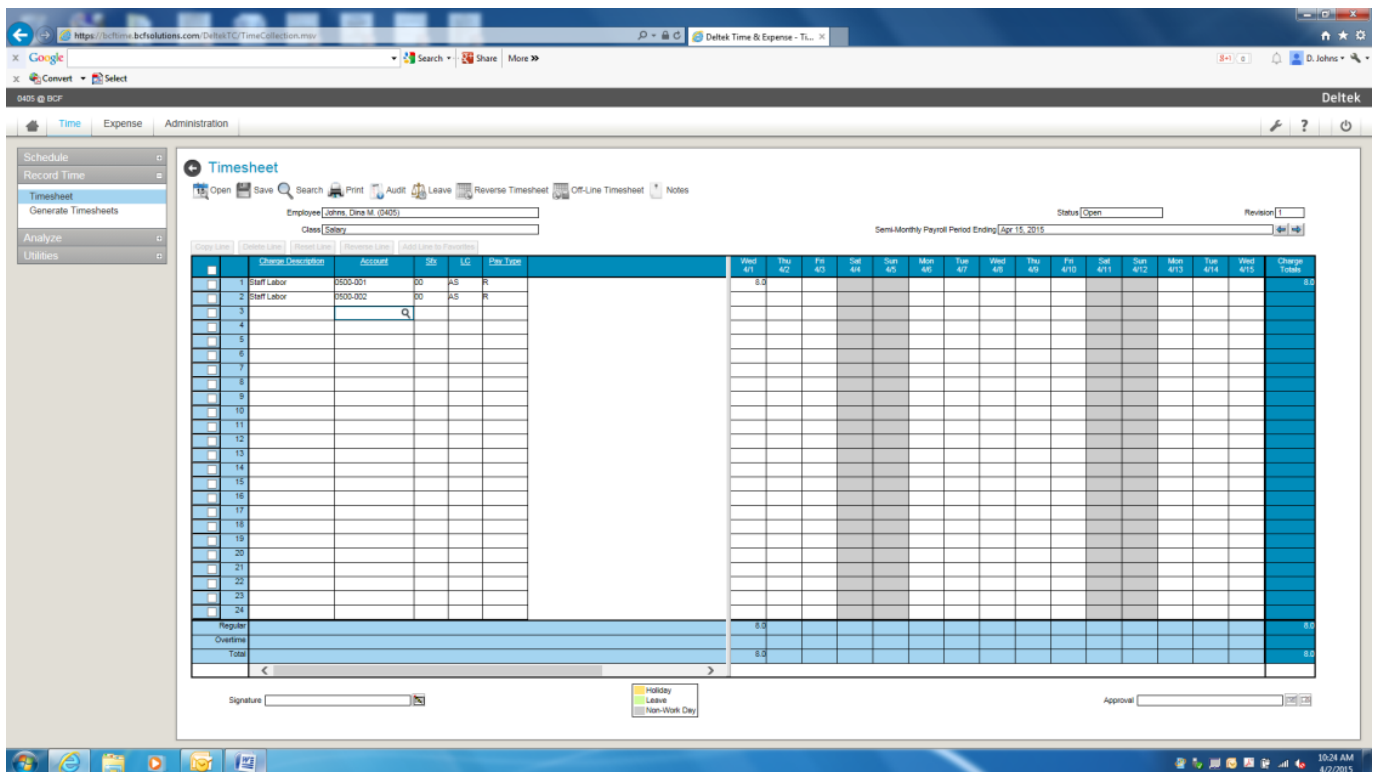 https://bcftime.bcfsolutions.com/DeltekTC/TimeCollection.msv
Deltek Time & Expense - Ti...
Google Search Share More »
D. Johns
Convert Select
0405 @ BCF Deltek
Time Expense Administration
Schedule
Record Time
Timesheet
Generate Timesheets
Analyze
Utilities
Timesheet
Open Save Search Print Audit Leave Reverse Timesheet Off-Line Timesheet Notes
Employee Johns, Dina M. (0405) Status Open Revision 1
Class Salary Semi-Monthly Payroll Period Ending Apr 15, 2015
Copy Line Delete Line Reset Line Reverse Line Add Line to Favorites
Charge Description Account Sfx LC Pay Type Wed 4/1 Thu 4/2 Fri 4/3 Sat 4/4 Sun 4/5 Mon 4/6 Tue 4/7 Wed 4/8 Thu 4/9 Fri 4/10 Sat 4/11 Sun 4/12 Mon 4/13 Tue 4/14 Wed 4/15 Charge Totals
1 Staff Labor 0500-001 00 AS R 8.0 8.0
2 Staff Labor 0500-002 00 AS R
3
4
5
6
7
8
9
10
11
12
13
14
15
16
17
18
19
20
21
22
23
24
Regular 8.0 8.0
Overtime
Total 8.0 8.0
Signature Approval
Holiday
Leave
Non-Work Day
10:24 AM
4/2/2015